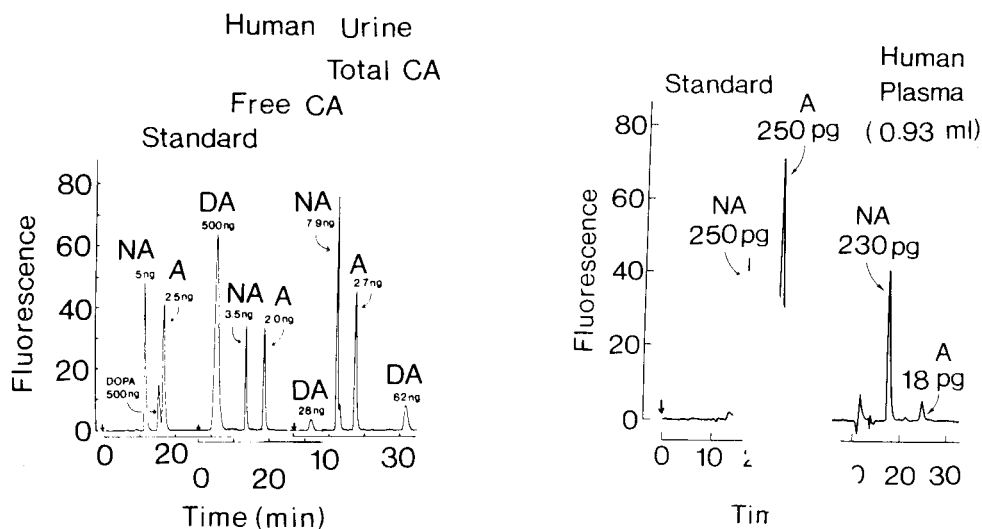 Human Urine
Total CA
Free CA
Standard
Fluorescence
80
60
40
20
0
NA
5ng
A
2.5ng
DOPA
500ng
DA
500ng
NA
3.5ng
A
2.0ng
DA
28ng
NA
7.9ng
A
2.7ng
DA
62ng
0 20
0 20
10 30
Time (min)
Standard
Human
Plasma
(0.93 ml)
Fluorescence
80
60
40
20
0
A
250 pg
NA
250 pg
NA
230 pg
A
18 pg
0 10
20 30